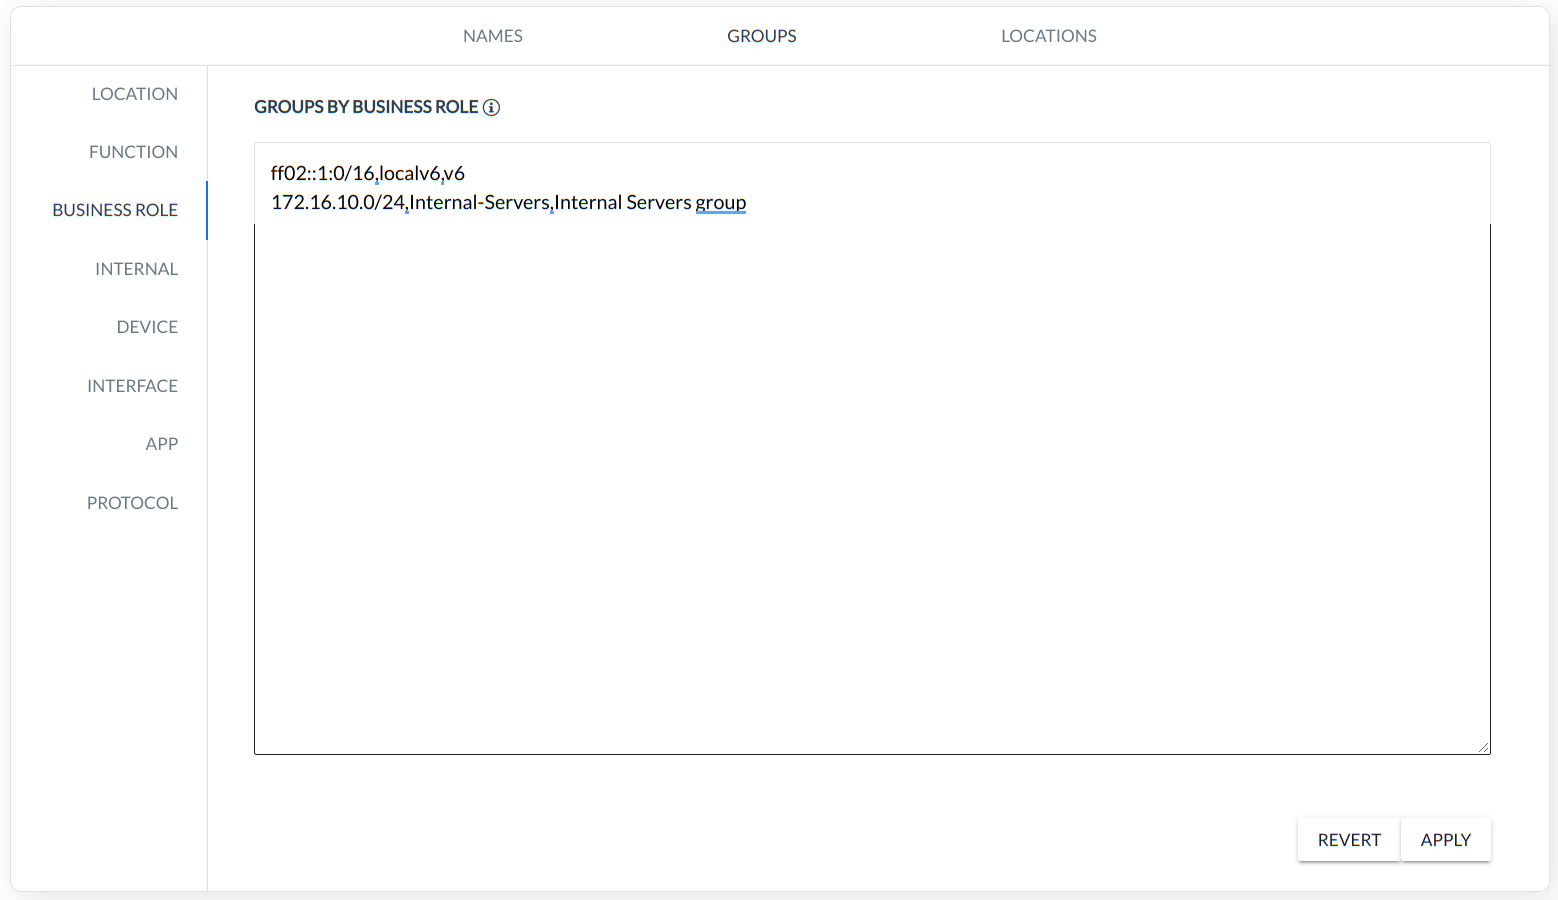 NAMES
GROUPS
LOCATIONS
LOCATION
FUNCTION
BUSINESS ROLE
INTERNAL
DEVICE
INTERFACE
APP
PROTOCOL
GROUPS BY BUSINESS ROLE
ff02::1:0/16,localv6,v6
172.16.10.0/24,Internal-Servers,Internal Servers group
REVERT
APPLY